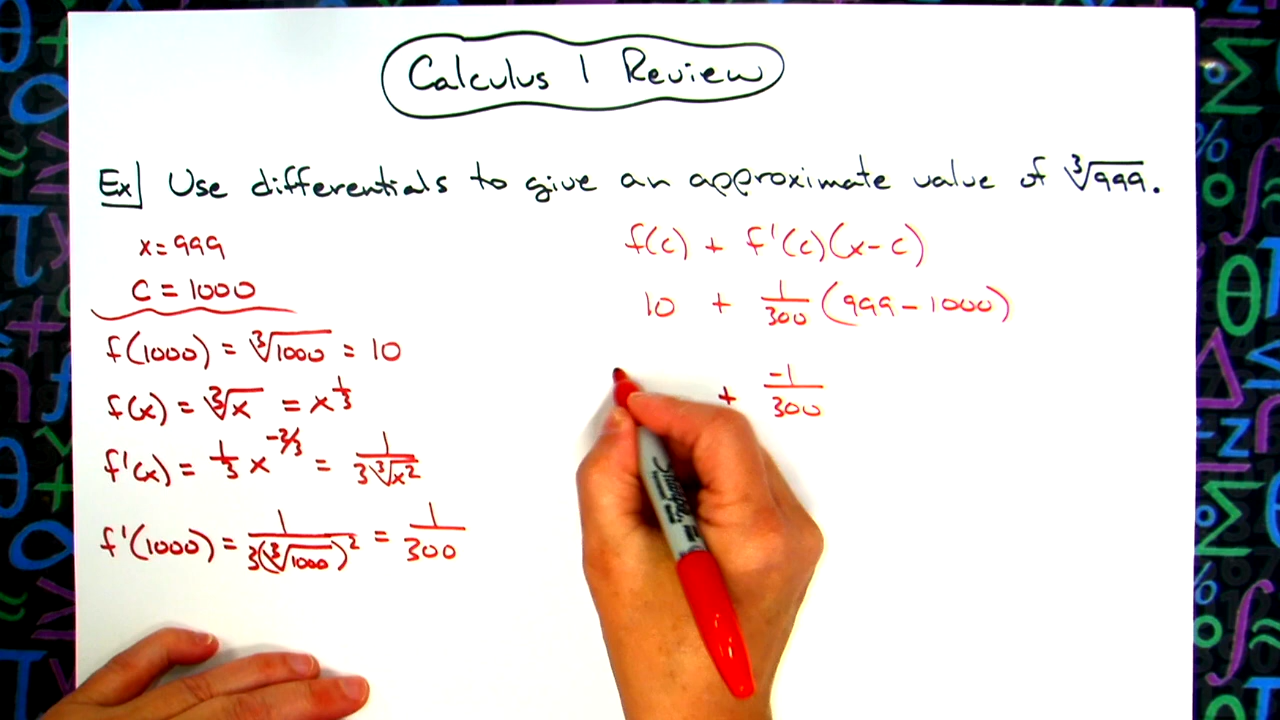 Calculus 1 Review
Ex| Use differentials to give an approximate value of ∛999.
x=999
c = 1000
f(1000) = ∛1000 = 10
f(x) = ∛x = x^(1/3)
f'(x) = 1/3 x^(-2/3) = 1/(3∛x²)
f'(1000) = 1/(3(∛1000)²) = 1/300
f(c) + f'(c)(x-c)
10 + 1/300 (999-1000)
+ -1/300
Sharpie